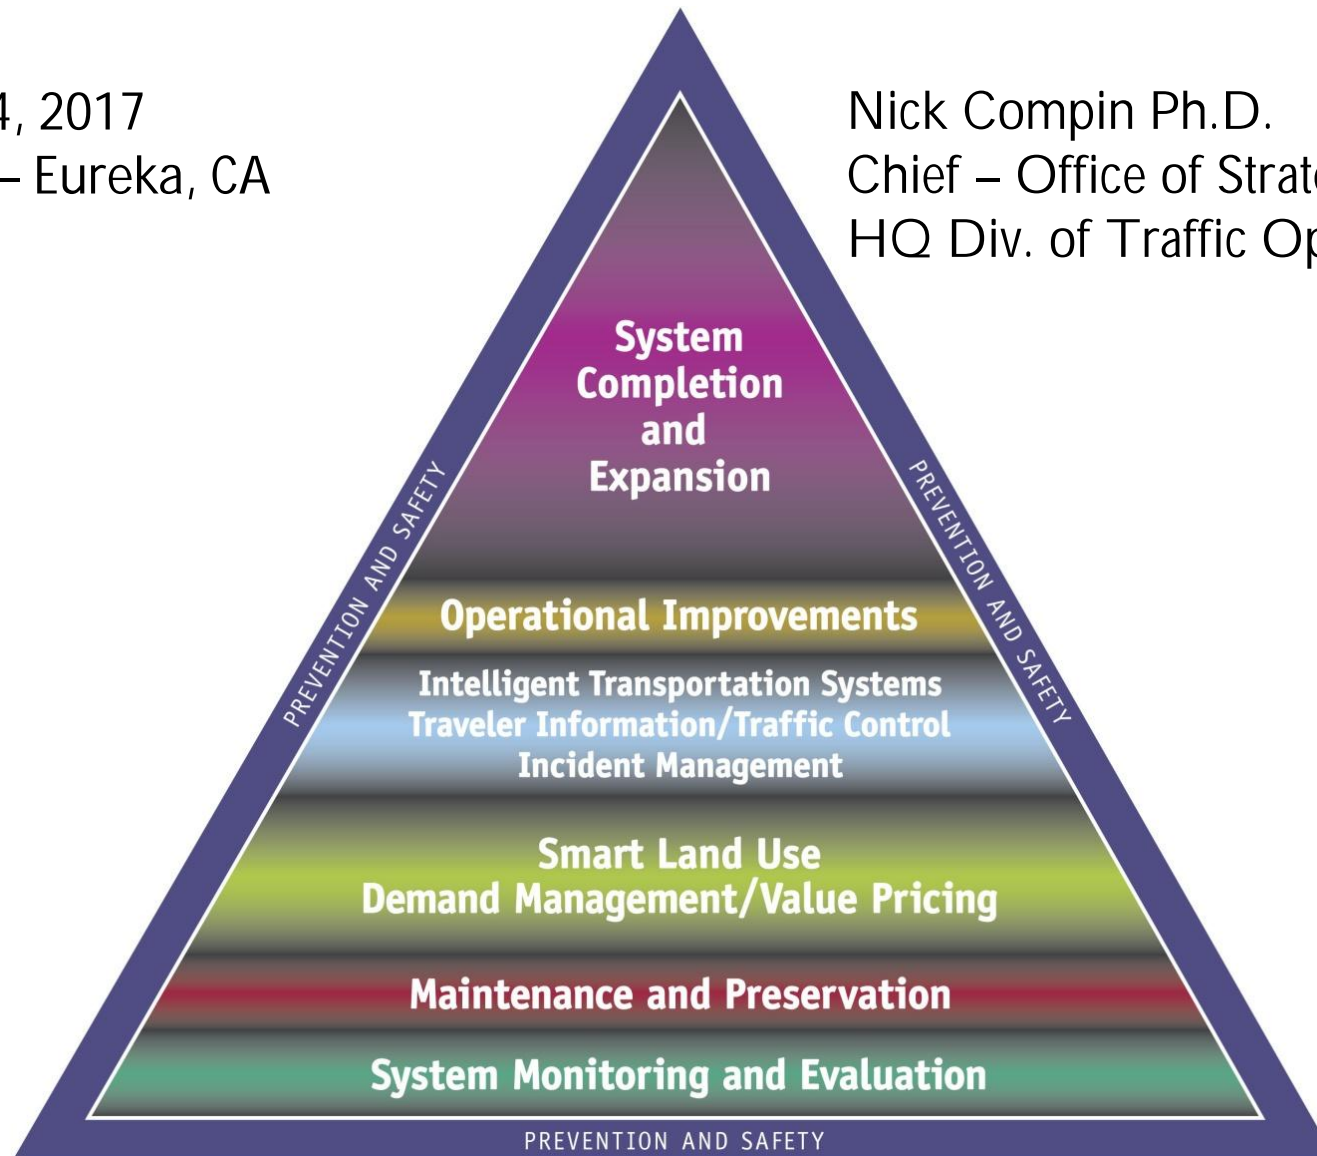 4, 2017
– Eureka, CA
Nick Compin Ph.D.
Chief – Office of Strat
HQ Div. of Traffic Op
System
Completion
and
Expansion
Operational Improvements
Intelligent Transportation Systems
Traveler Information/Traffic Control
Incident Management
Smart Land Use
Demand Management/Value Pricing
Maintenance and Preservation
System Monitoring and Evaluation
PREVENTION AND SAFETY
PREVENTION AND SAFETY
PREVENTION AND SAFETY